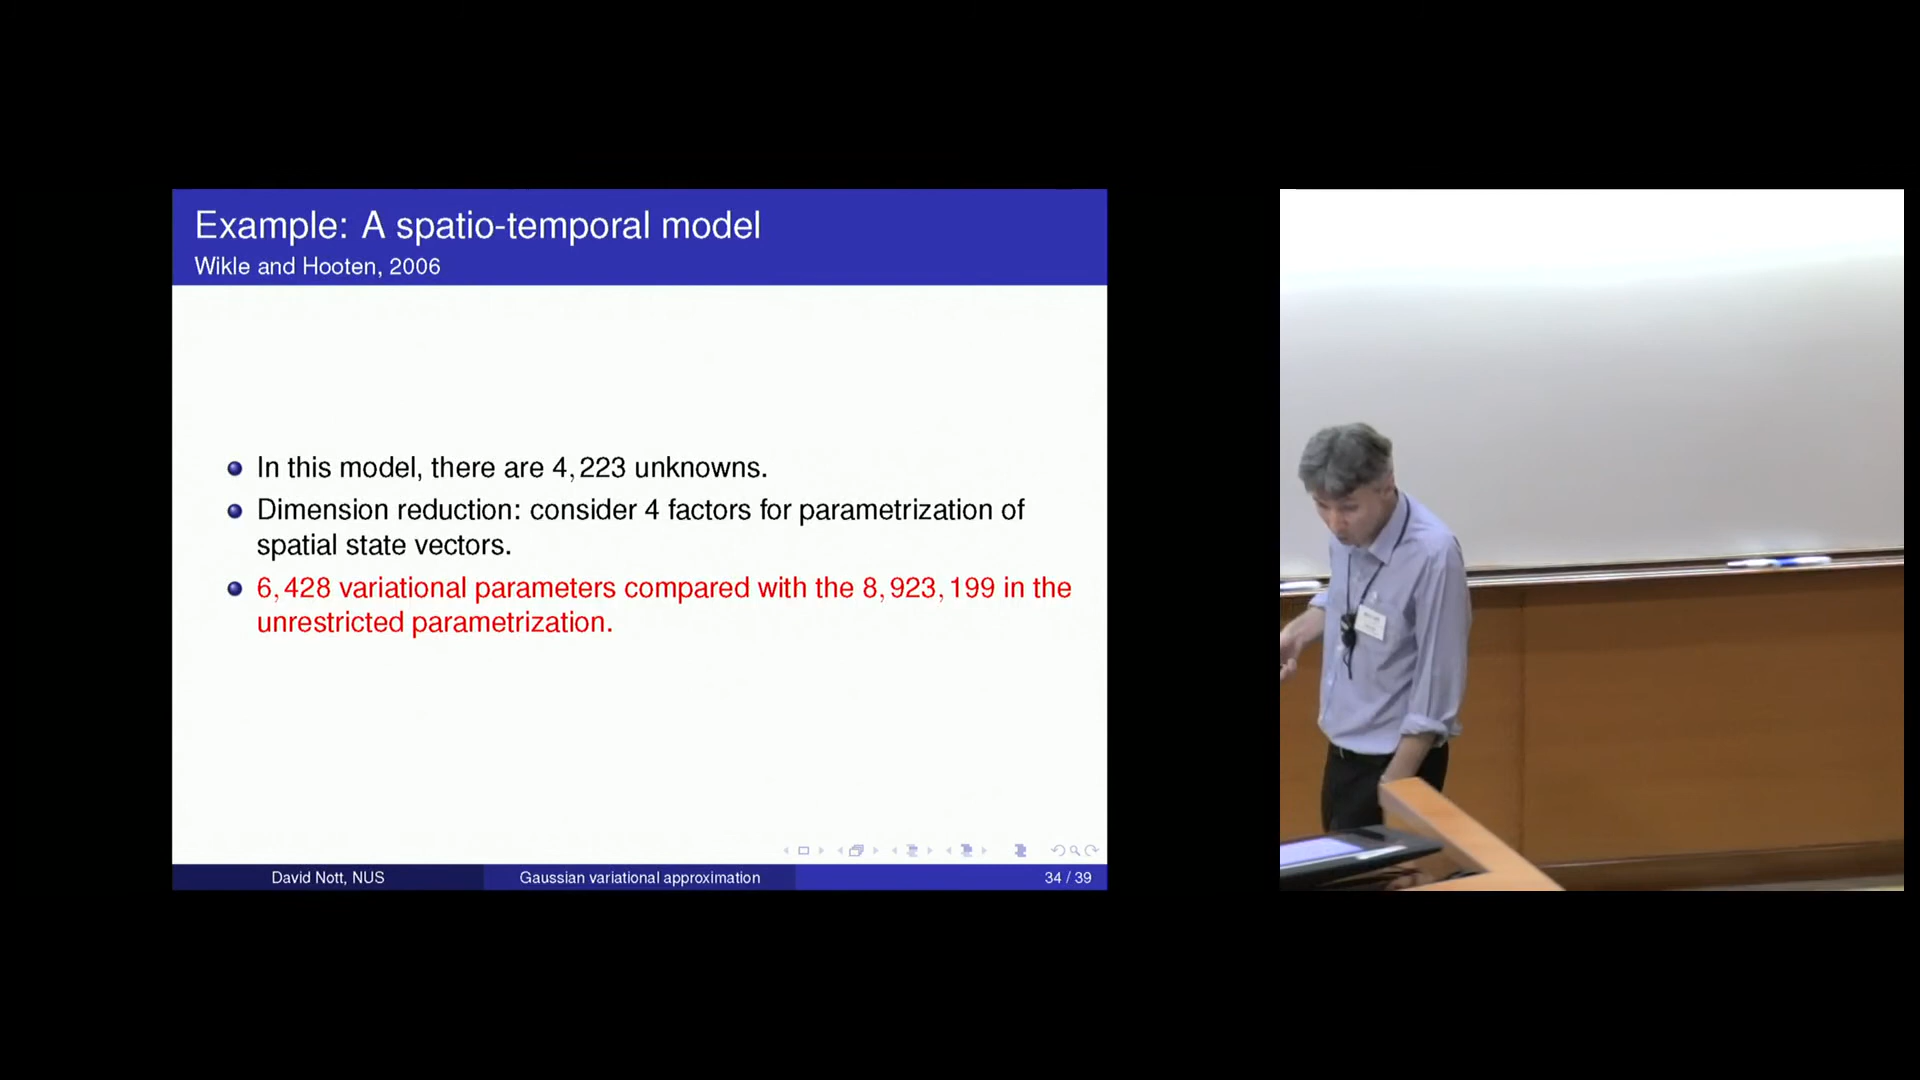 Example: A spatio-temporal model
Wikle and Hooten, 2006
In this model, there are 4,223 unknowns.
Dimension reduction: consider 4 factors for parametrization of
spatial state vectors.
6,428 variational parameters compared with the 8,923,199 in the
unrestricted parametrization.
David Nott, NUS
Gaussian variational approximation
34 / 39